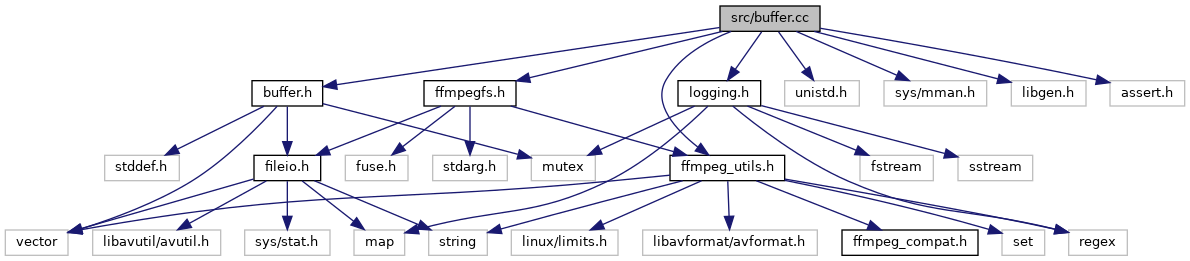 src/buffer.cc
buffer.h
ffmpegfs.h
logging.h
unistd.h
sys/mman.h
libgen.h
assert.h
stddef.h
fileio.h
fuse.h
stdarg.h
mutex
ffmpeg_utils.h
fstream
sstream
vector
libavutil/avutil.h
sys/stat.h
map
string
linux/limits.h
libavformat/avformat.h
ffmpeg_compat.h
set
regex